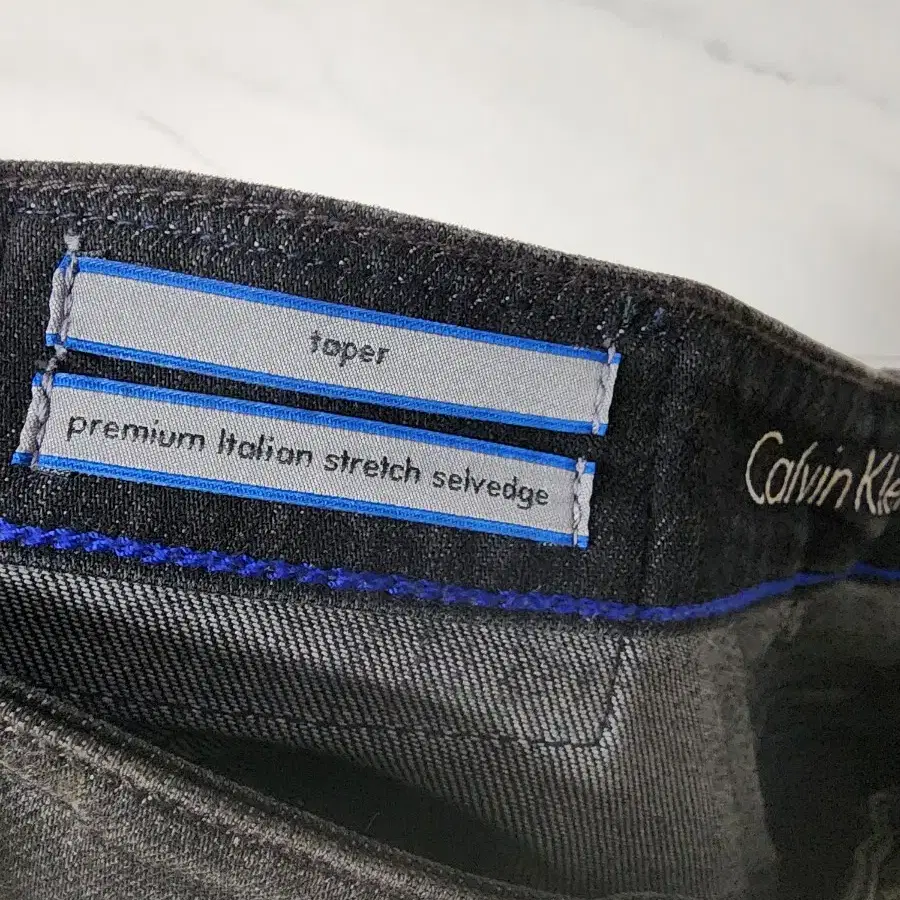 taper
premium Italian stretch selvedge
Calvin Kle